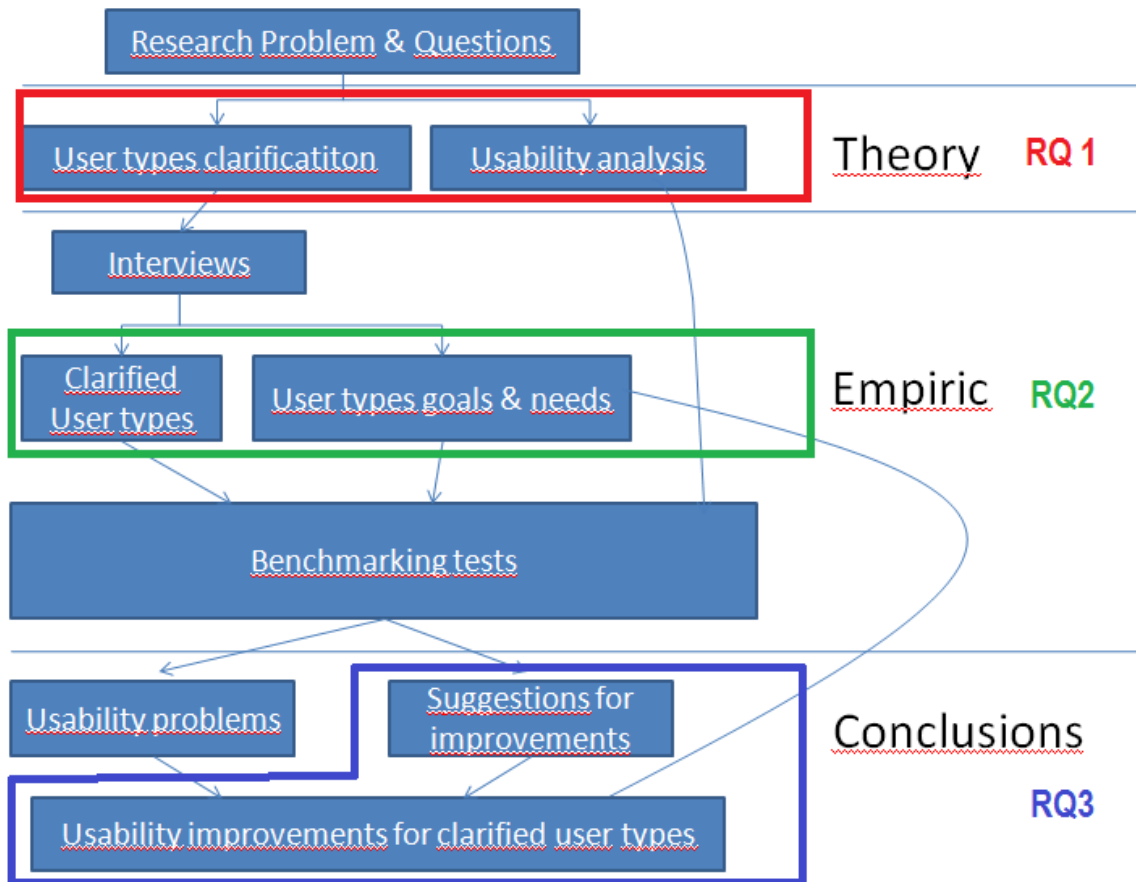 Research Problem & Questions
User types clarificatiton
Usability analysis
Theory
RQ 1
Interviews
Clarified
User types
User types goals & needs
Empiric
RQ2
Benchmarking tests
Usability problems
Suggestions for
improvements
Conclusions
RQ3
Usability improvements for clarified user types